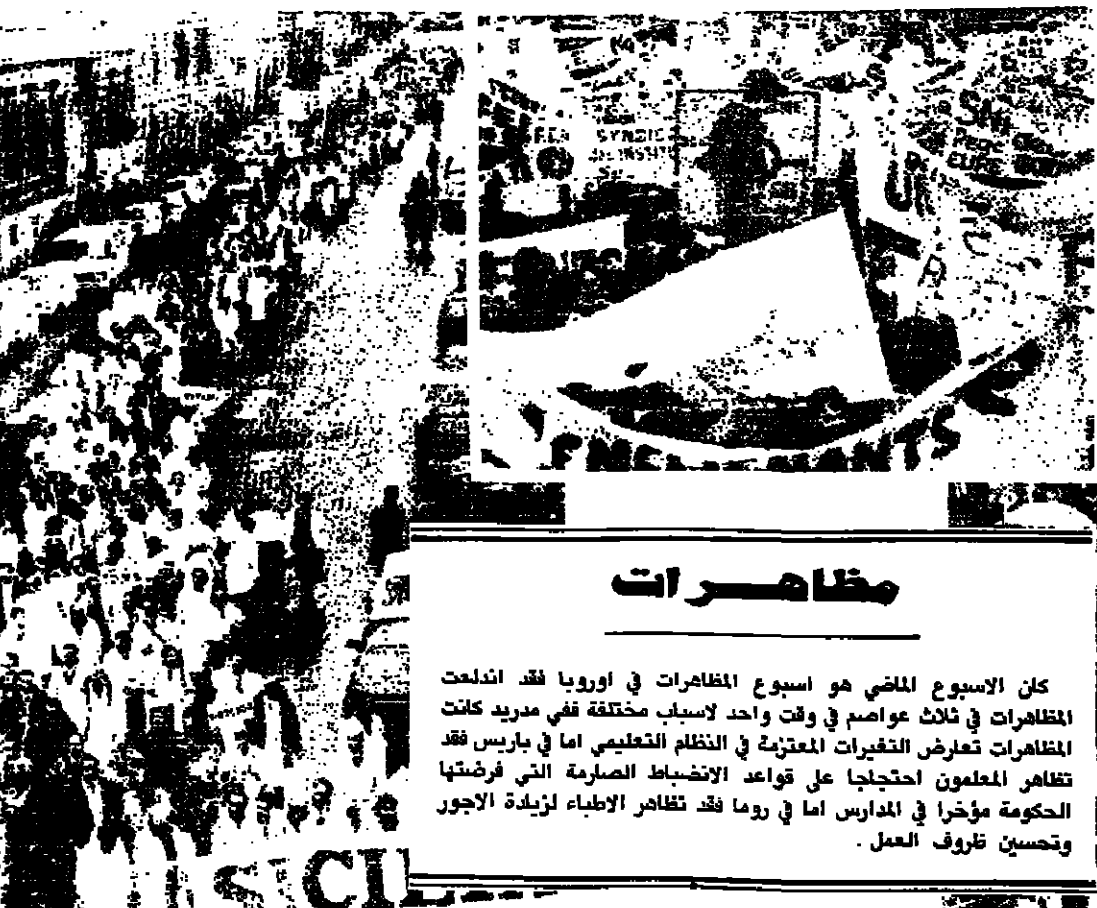 SYNDIC
ENSEIGNANTS
مظاهـــرات
كان الاسبوع الماضي هو اسبوع المظاهرات في اوروبا فقد اندلعت
المظاهرات في ثلاث عواصم في وقت واحد لاسباب مختلفة ففي مدريد كانت
المظاهرات تعارض التغيرات المعتزمة في النظام التعليمي اما في باريس فقد
تظاهر المعلمون احتجاجا على قواعد الانضباط الصارمة التي فرضتها
الحكومة مؤخرا في المدارس اما في روما فقد تظاهر الاطباء لزيادة الاجور
وتحسين ظروف العمل .